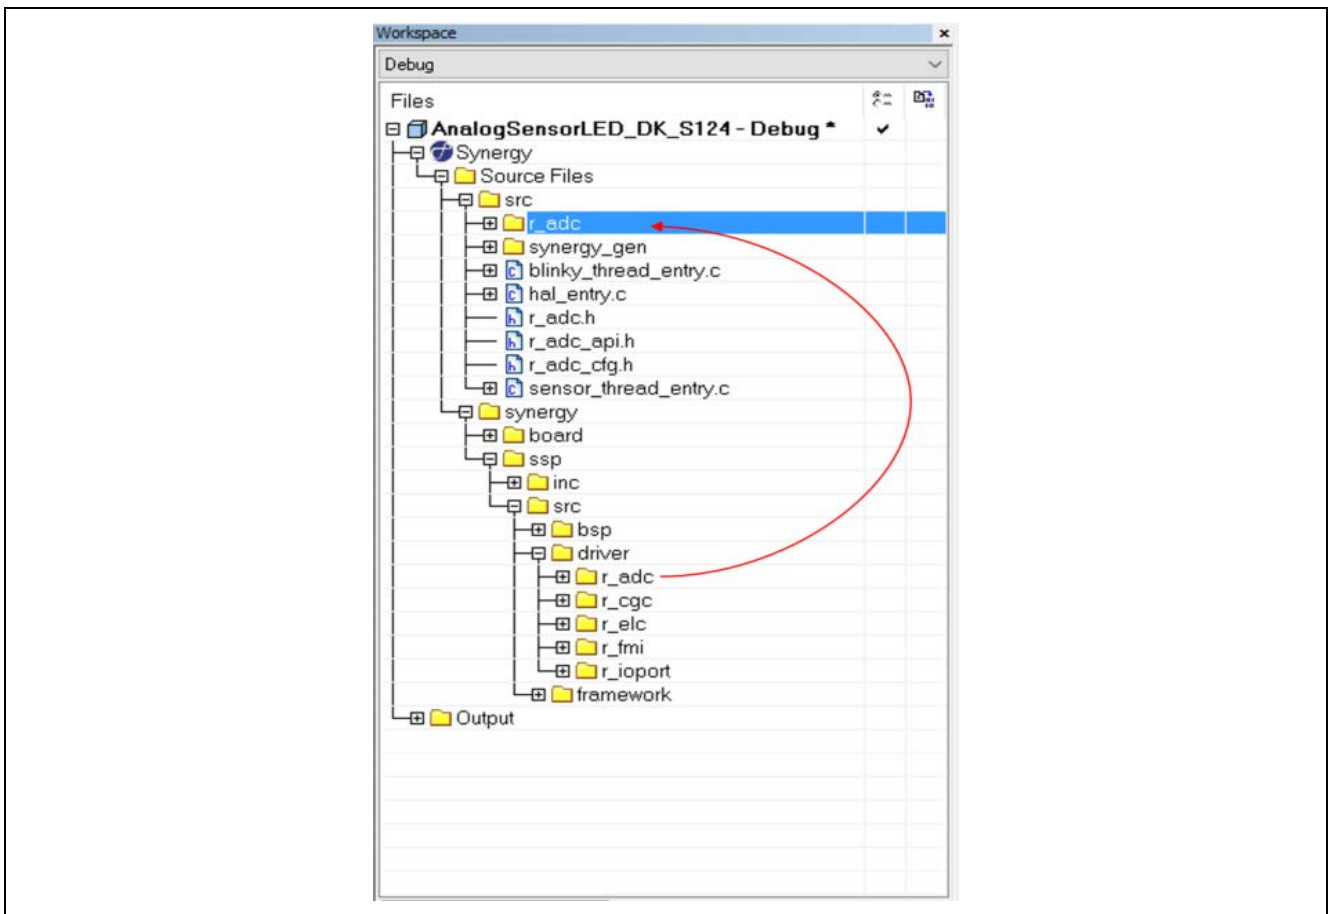 Workspace
Debug
Files
AnalogSensorLED_DK_S124 - Debug *
Synergy
Source Files
src
r_adc
synergy_gen
blinky_thread_entry.c
hal_entry.c
r_adc.h
r_adc_api.h
r_adc_cfg.h
sensor_thread_entry.c
synergy
board
ssp
inc
src
bsp
driver
r_adc
r_cgc
r_elc
r_fmi
r_ioport
framework
Output